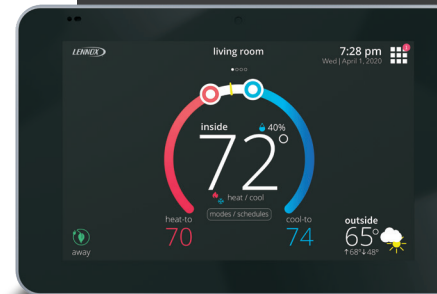 LENNOX
living room
7:28 pm
Wed | April 1, 2020
inside
40%
72°
heat / cool
modes / schedules
heat-to
70
cool-to
74
away
outside
65°
↑68°↓48°